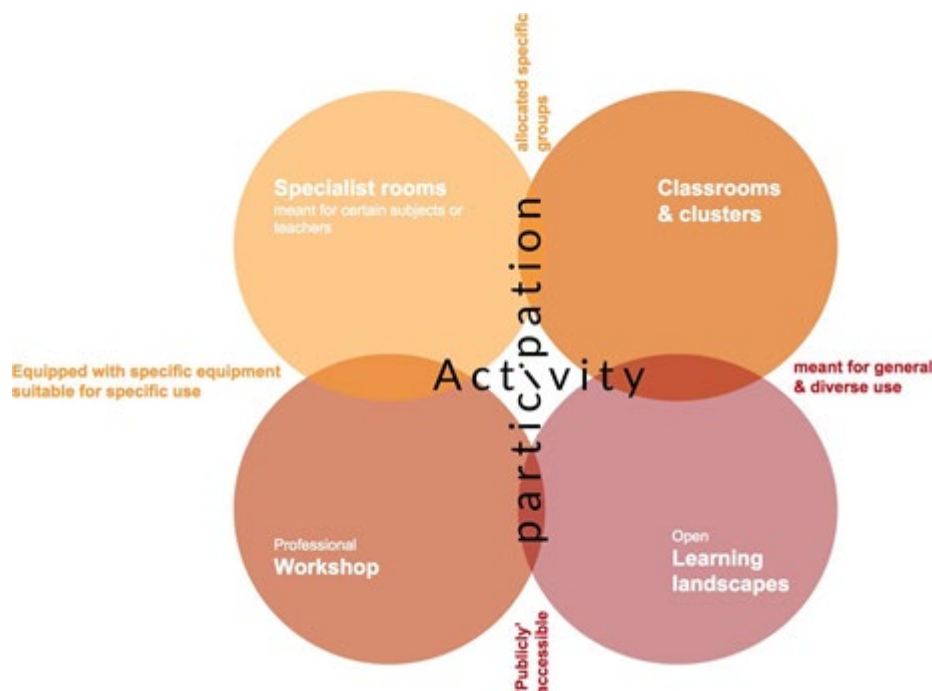 allocated specific
groups
Specialist rooms
meant for certain subjects or
teachers
Classrooms
& clusters
participation
Activity
Equipped with specific equipment
suitable for specific use
meant for general
& diverse use
Professional
Workshop
Open
Learning
landscapes
'Publicly'
accessible